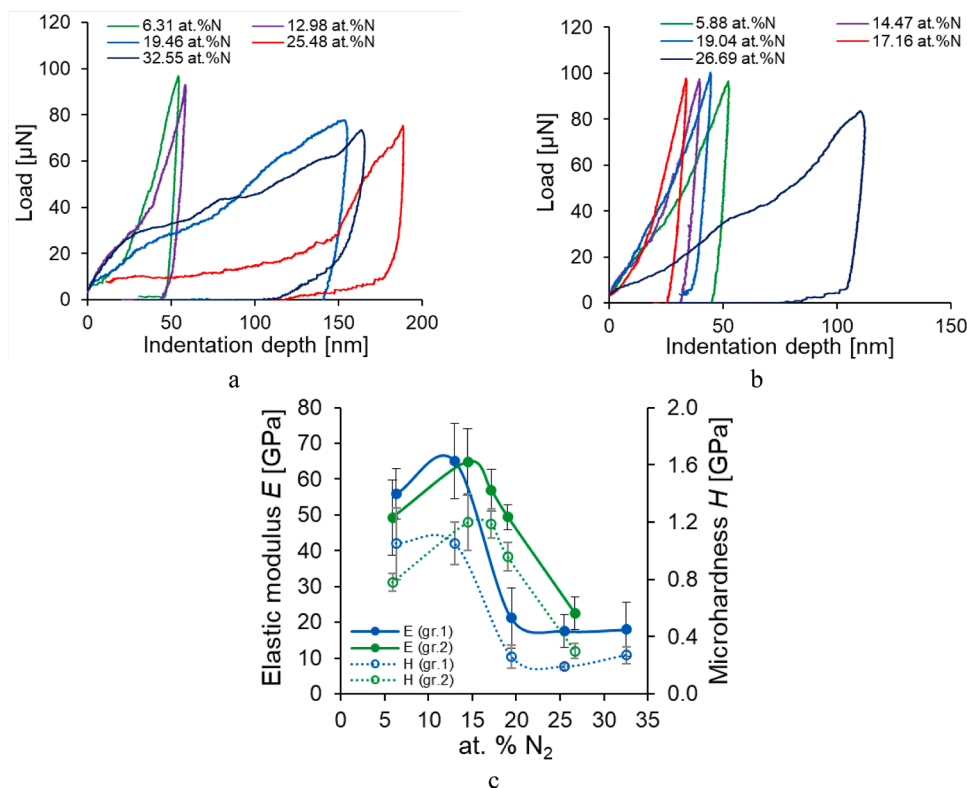 a
120
100
80
60
40
20
0
Load [µN]
6.31 at.%N
12.98 at.%N
19.46 at.%N
25.48 at.%N
32.55 at.%N
0 50 100 150 200
Indentation depth [nm]
a
b
120
100
80
60
40
20
0
Load [µN]
5.88 at.%N
14.47 at.%N
19.04 at.%N
17.16 at.%N
26.69 at.%N
0 50 100 150
Indentation depth [nm]
b
80
70
60
50
40
30
20
10
0
Elastic modulus E [GPa]
2.0
1.6
1.2
0.8
0.4
0.0
Microhardness H [GPa]
E (gr.1)
E (gr.2)
H (gr.1)
H (gr.2)
0 5 10 15 20 25 30 35
at. % N₂
c